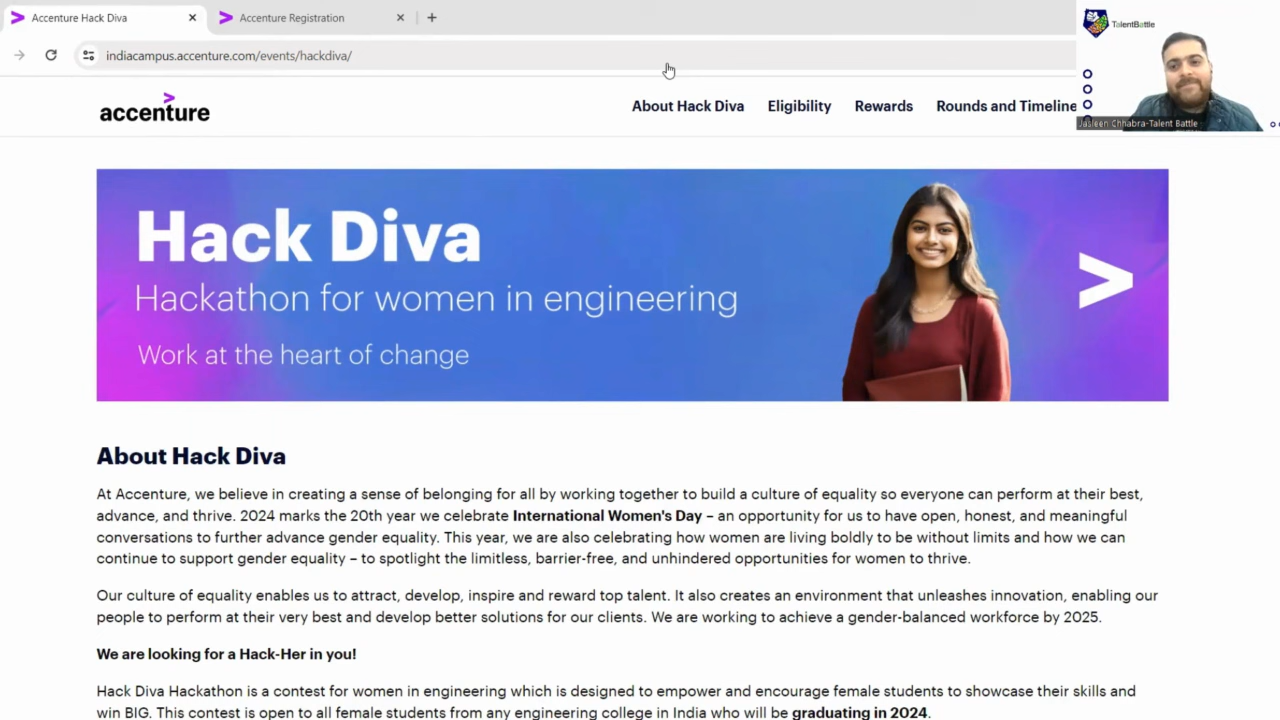 Accenture Hack Diva
Accenture Registration
indiacampus.accenture.com/events/hackdiva/
TalentBattle
accenture
About Hack Diva
Eligibility
Rewards
Rounds and Timeline
Jasleen Chhabra-Talent Battle
Hack Diva
Hackathon for women in engineering
Work at the heart of change
About Hack Diva
At Accenture, we believe in creating a sense of belonging for all by working together to build a culture of equality so everyone can perform at their best,
advance, and thrive. 2024 marks the 20th year we celebrate International Women's Day – an opportunity for us to have open, honest, and meaningful
conversations to further advance gender equality. This year, we are also celebrating how women are living boldly to be without limits and how we can
continue to support gender equality – to spotlight the limitless, barrier-free, and unhindered opportunities for women to thrive.
Our culture of equality enables us to attract, develop, inspire and reward top talent. It also creates an environment that unleashes innovation, enabling our
people to perform at their very best and develop better solutions for our clients. We are working to achieve a gender-balanced workforce by 2025.
We are looking for a Hack-Her in you!
Hack Diva Hackathon is a contest for women in engineering which is designed to empower and encourage female students to showcase their skills and
win BIG. This contest is open to all female students from any engineering college in India who will be graduating in 2024.